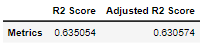 R2 Score Adjusted R2 Score
Metrics 0.635054 0.630574